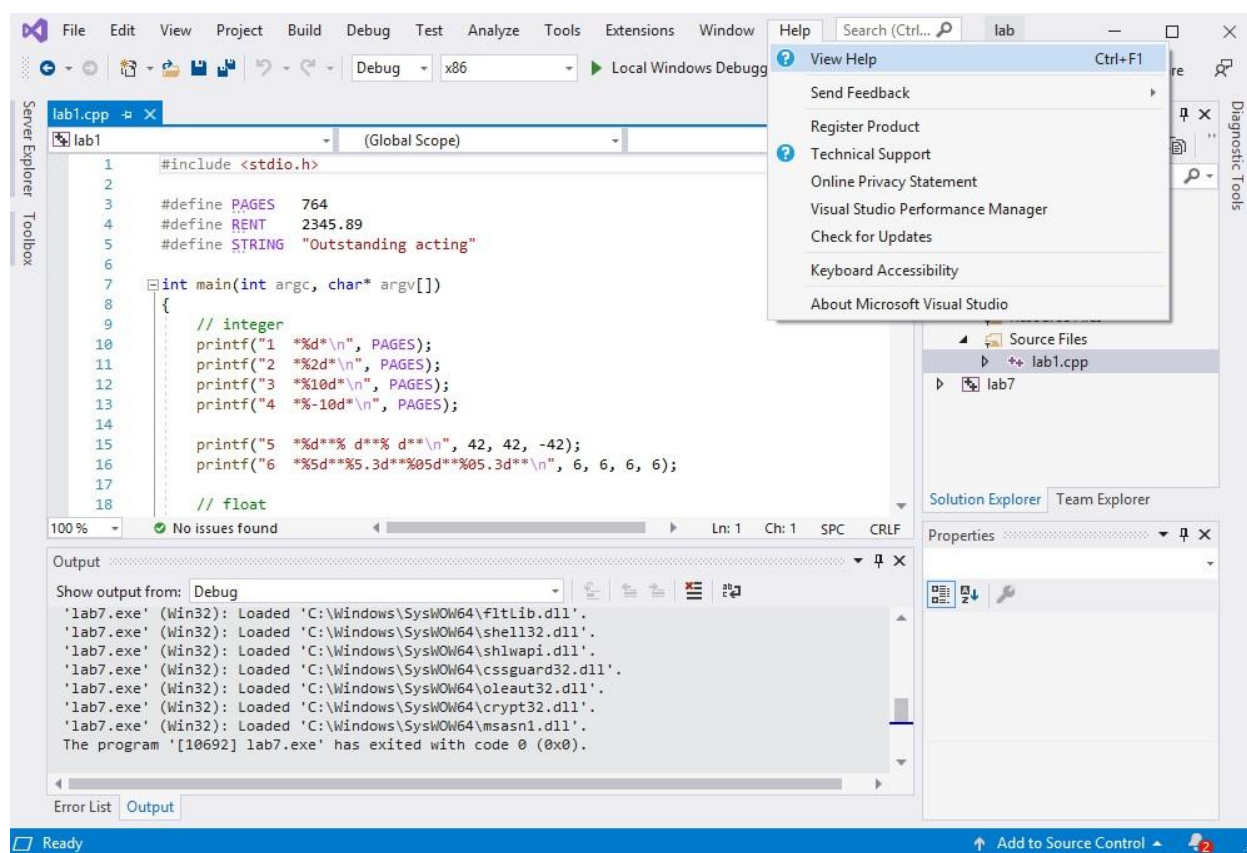 File Edit View Project Build Debug Test Analyze Tools Extensions Window Help Search (Ctrl... lab
Debug x86 Local Windows Debugg
View Help Ctrl+F1
Send Feedback
Register Product
Technical Support
Online Privacy Statement
Visual Studio Performance Manager
Check for Updates
Keyboard Accessibility
About Microsoft Visual Studio
re
Server Explorer
Toolbox
Diagnostic Tools
lab1.cpp
lab1 (Global Scope)
1 #include <stdio.h>
2
3 #define PAGES 764
4 #define RENT 2345.89
5 #define STRING "Outstanding acting"
6
7 int main(int argc, char* argv[])
8 {
9 // integer
10 printf("1 *%d*\n", PAGES);
11 printf("2 *%2d*\n", PAGES);
12 printf("3 *%10d*\n", PAGES);
13 printf("4 *%-10d*\n", PAGES);
14
15 printf("5 *%d**% d**% d**\n", 42, 42, -42);
16 printf("6 *%5d**%5.3d**%05d**%05.3d**\n", 6, 6, 6, 6);
17
18 // float
100 % No issues found Ln: 1 Ch: 1 SPC CRLF
Source Files
lab1.cpp
lab7
Solution Explorer Team Explorer
Properties
Output
Show output from: Debug
'lab7.exe' (Win32): Loaded 'C:\Windows\SysWOW64\fltLib.dll'.
'lab7.exe' (Win32): Loaded 'C:\Windows\SysWOW64\shell32.dll'.
'lab7.exe' (Win32): Loaded 'C:\Windows\SysWOW64\shlwapi.dll'.
'lab7.exe' (Win32): Loaded 'C:\Windows\SysWOW64\cssguard32.dll'.
'lab7.exe' (Win32): Loaded 'C:\Windows\SysWOW64\oleaut32.dll'.
'lab7.exe' (Win32): Loaded 'C:\Windows\SysWOW64\crypt32.dll'.
'lab7.exe' (Win32): Loaded 'C:\Windows\SysWOW64\msasn1.dll'.
The program '[10692] lab7.exe' has exited with code 0 (0x0).
Error List Output
Ready Add to Source Control 2